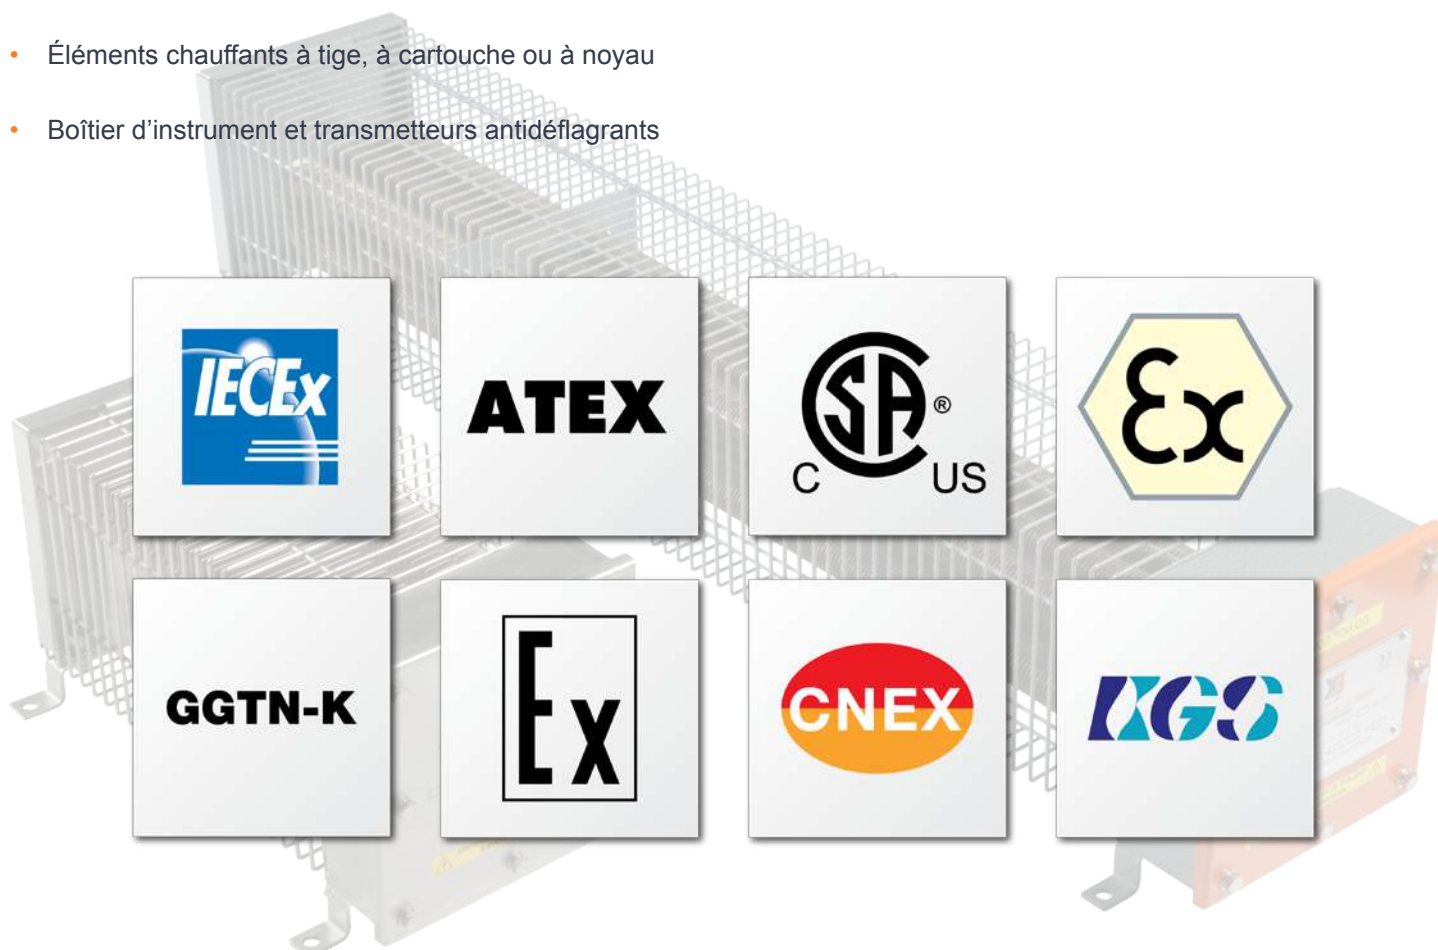 • Éléments chauffants à tige, à cartouche ou à noyau
• Boîtier d’instrument et transmetteurs antidéflagrants
IECEx
ATEX
CSA ®
C US
Ex
GGTN-K
Ex
CNEX
KGS